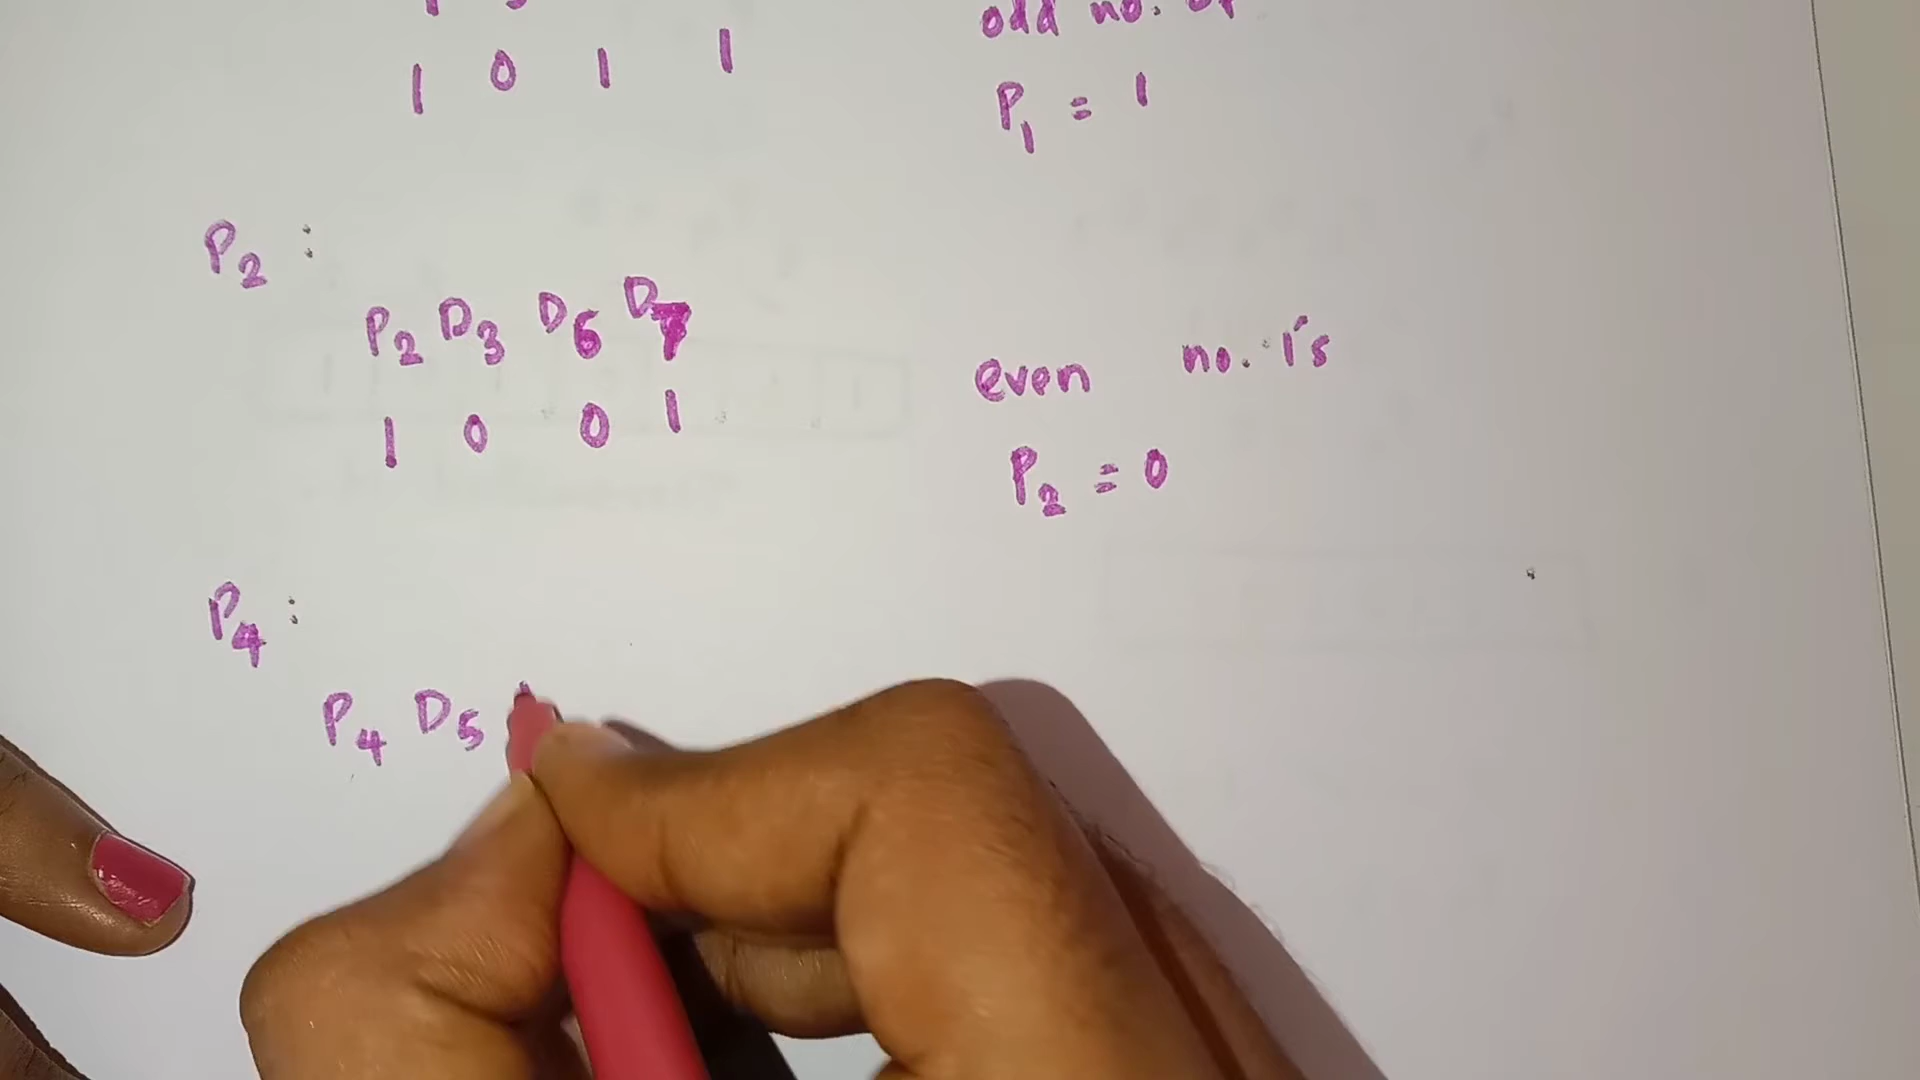 odd no. of
1 0 1 1
P1 = 1
P2 :
P2 D3 D6 D7
1 0 0 1
even no. 1's
P2 = 0
P4 :
P4 D5